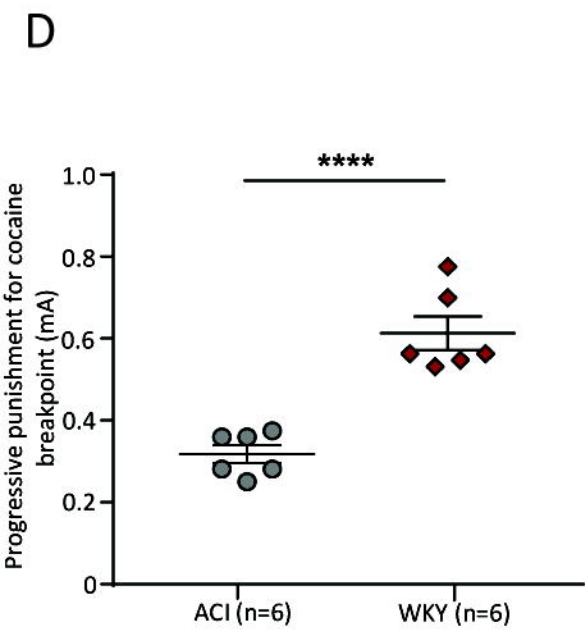 D
****
Progressive punishment for cocaine
breakpoint (mA)
1.0
0.8
0.6
0.4
0.2
0
ACI (n=6)
WKY (n=6)